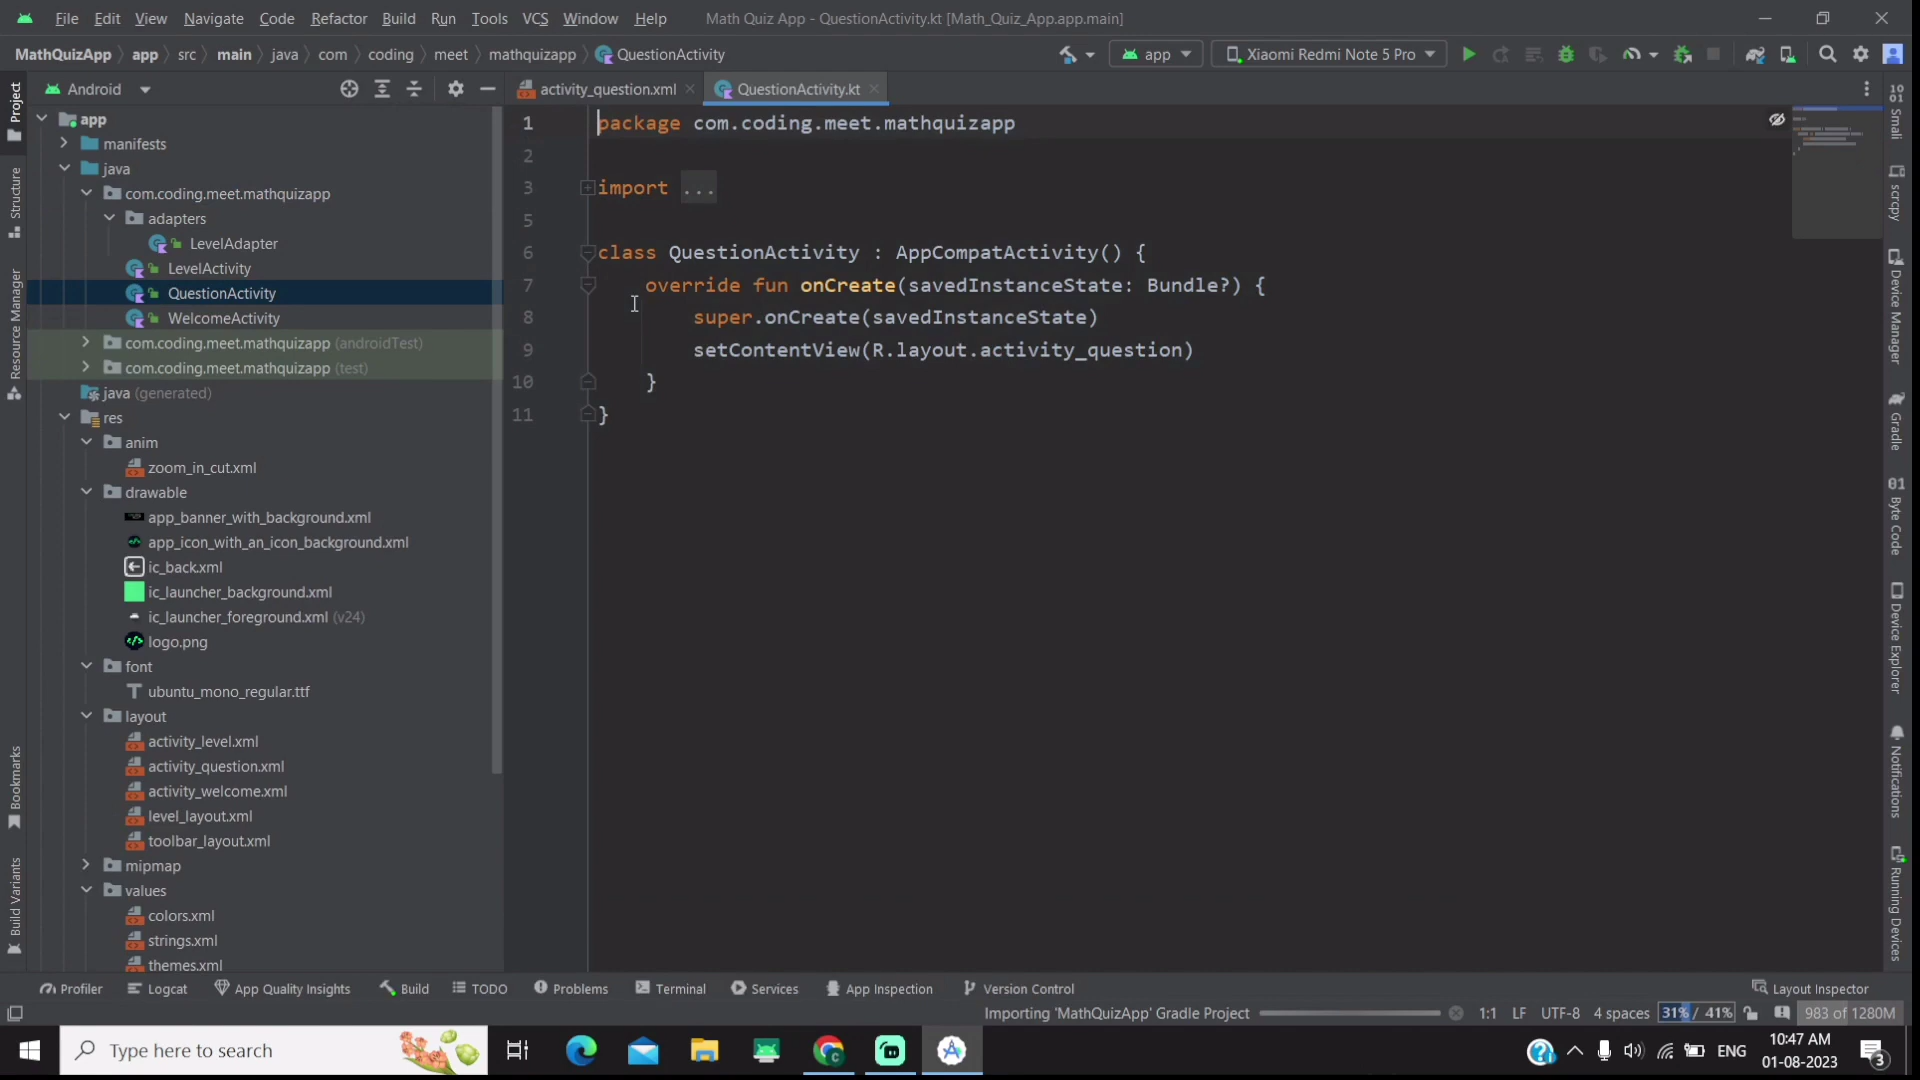 File Edit View Navigate Code Refactor Build Run Tools VCS Window Help Math Quiz App - QuestionActivity.kt [Math_Quiz_App.app.main]
MathQuizApp app src main java com coding meet mathquizapp QuestionActivity app Xiaomi Redmi Note 5 Pro
Android
activity_question.xml QuestionActivity.kt
Project
Structure
Resource Manager
Bookmarks
Build Variants
app
manifests
java
com.coding.meet.mathquizapp
adapters
LevelAdapter
LevelActivity
QuestionActivity
WelcomeActivity
com.coding.meet.mathquizapp (androidTest)
com.coding.meet.mathquizapp (test)
java (generated)
res
anim
zoom_in_cut.xml
drawable
app_banner_with_background.xml
app_icon_with_an_icon_background.xml
ic_back.xml
ic_launcher_background.xml
ic_launcher_foreground.xml (v24)
logo.png
font
ubuntu_mono_regular.ttf
layout
activity_level.xml
activity_question.xml
activity_welcome.xml
level_layout.xml
toolbar_layout.xml
mipmap
values
colors.xml
strings.xml
themes.xml
1 package com.coding.meet.mathquizapp
2
3 import ...
5
6 class QuestionActivity : AppCompatActivity() {
7 override fun onCreate(savedInstanceState: Bundle?) {
8 super.onCreate(savedInstanceState)
9 setContentView(R.layout.activity_question)
10 }
11 }
Small
scrcpy
Device Manager
Gradle
Byte Code
Device Explorer
Notifications
Running Devices
Profiler Logcat App Quality Insights Build TODO Problems Terminal Services App Inspection Version Control Layout Inspector
Importing 'MathQuizApp' Gradle Project 1:1 LF UTF-8 4 spaces 31% / 41% 983 of 1280M
Type here to search
ENG
10:47 AM
01-08-2023
3